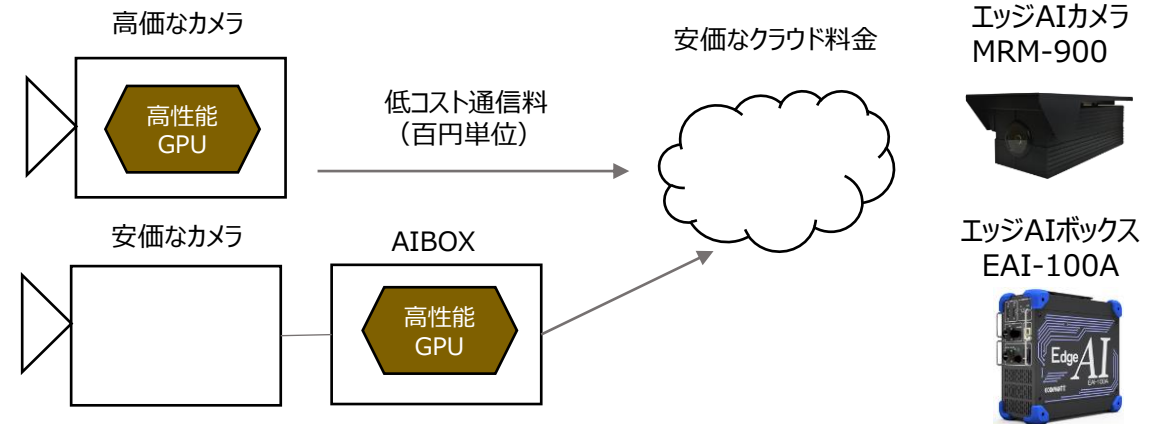 高価なカメラ
高性能
GPU
低コスト通信料
（百円単位）
安価なクラウド料金
エッジAIカメラ
MRM-900
安価なカメラ
AIBOX
高性能
GPU
エッジAIボックス
EAI-100A
Edge AI
EAI-100A